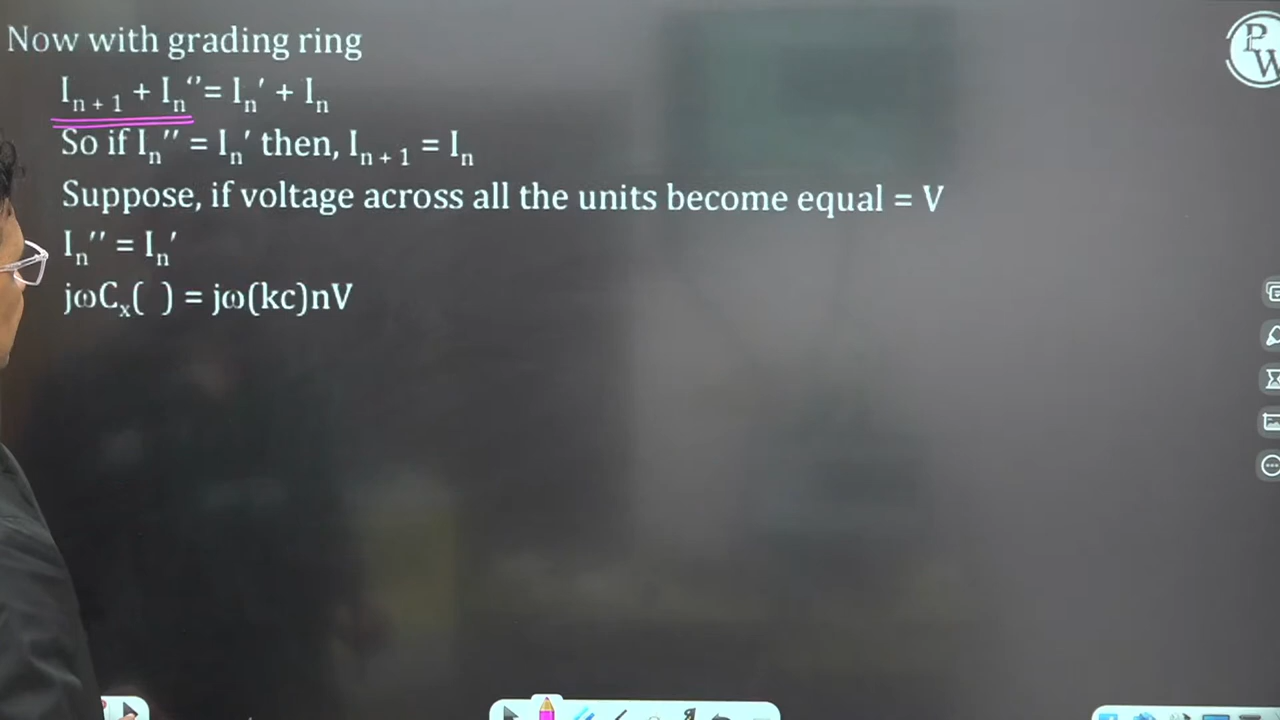 Now with grading ring
Iₙ ₊ ₁ + Iₙ″ = Iₙ′ + Iₙ
So if Iₙ″ = Iₙ′ then, Iₙ ₊ ₁ = Iₙ
Suppose, if voltage across all the units become equal = V
Iₙ″ = Iₙ′
jωCₓ( ) = jω(kc)nV
PW